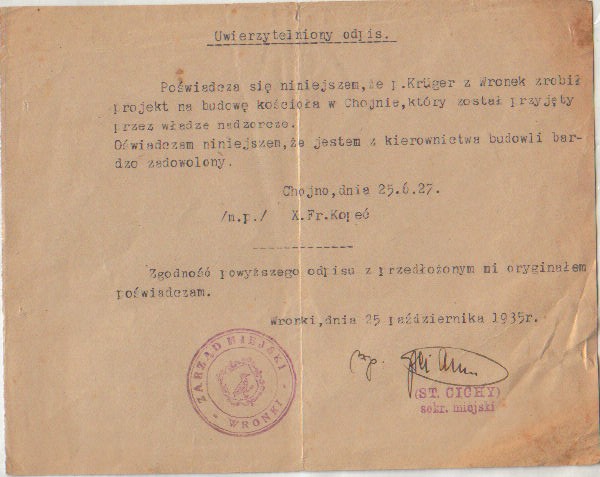 Uwierzytelniony odpis.
Poświadcza się niniejszem,że p.Krüger z Wronek zrobił
projekt na budowę kościoła w Chojnie,który został przyjęty
przez władze nadzorcze.
Oświadczam niniejszem,że jestem z kierownictwa budowli bar-
dzo zadowolony.
Chojno,dnia 25.6.27.
/m.p./ X.Fr.Kopeć
Zgodność powyższego odpisu z przedłożonym mi oryginałem
poświadczam.
Wronki,dnia 25 października 1935r.
ZARZĄD MIEJSKI
- WRONKI -
(ST. CICHY)
sekr. miejski